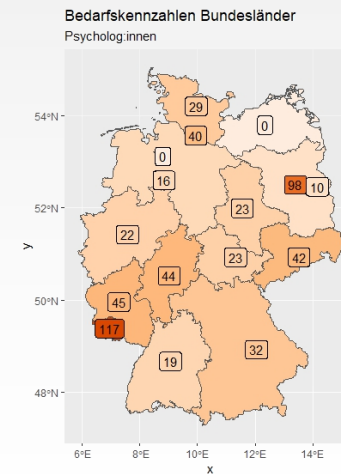 Bedarfskennzahlen Bundesländer
Psycholog:innen
54°N
52°N
50°N
48°N
y
29
40
0
0
16
98
10
23
22
23
42
44
45
117
32
19
6°E
8°E
10°E
12°E
14°E
x